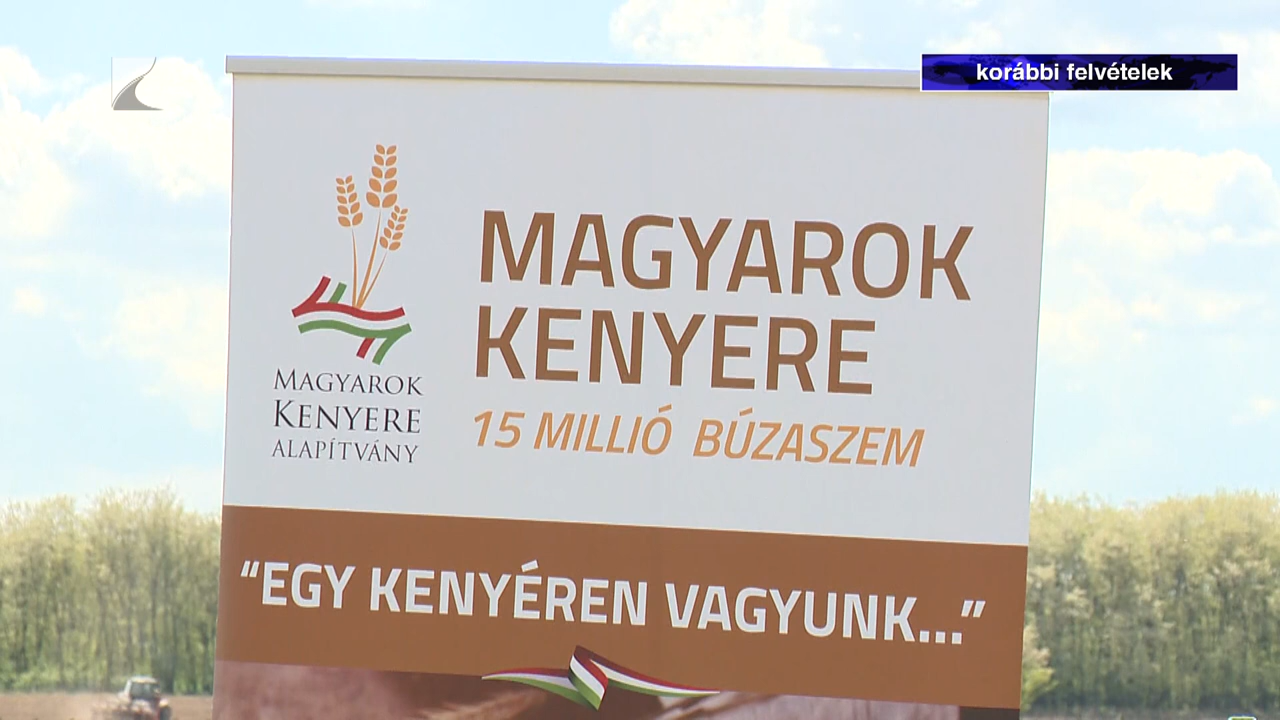 korábbi felvételek
MAGYAROK
KENYERE
15 MILLIÓ BÚZASZEM
MAGYAROK
KENYERE
ALAPÍTVÁNY
“EGY KENYÉREN VAGYUNK...”